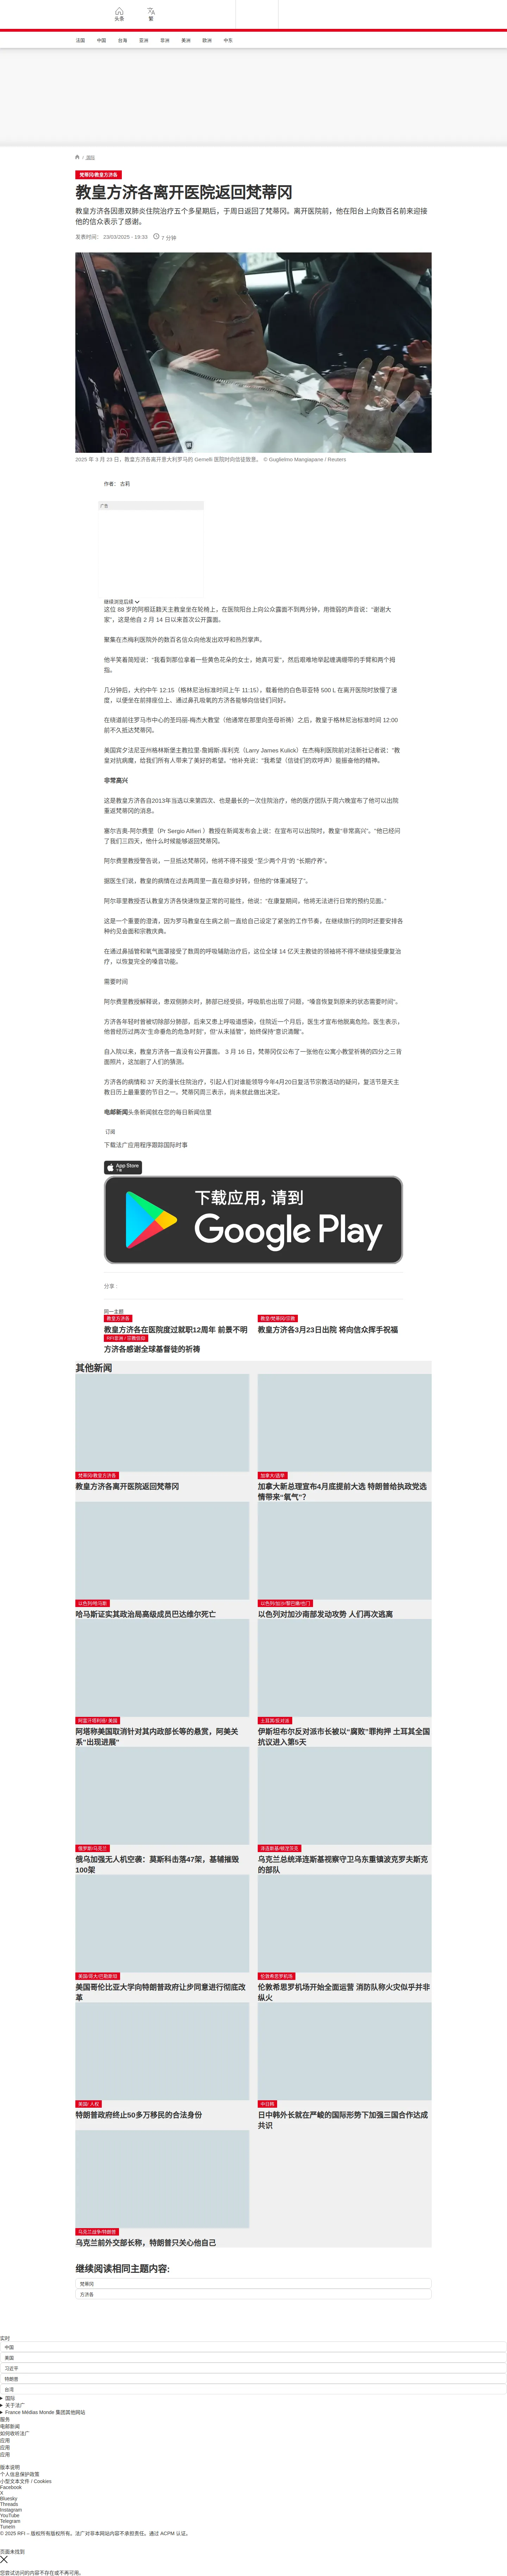 头条
繁
法国
中国
台海
亚洲
非洲
美洲
欧洲
中东
/ 国际
梵蒂冈/教皇方济各
教皇方济各离开医院返回梵蒂冈
教皇方济各因患双肺炎住院治疗五个多星期后，于周日返回了梵蒂冈。离开医院前，他在阳台上向数百名前来迎接
他的信众表示了感谢。
发表时间： 23/03/2025 - 19:33
7 分钟
2025 年 3 月 23 日，教皇方济各离开意大利罗马的 Gemelli 医院时向信徒致意。 © Guglielmo Mangiapane / Reuters
作者： 古莉
广告
继续浏览后续
这位 88 岁的阿根廷籍天主教皇坐在轮椅上，在医院阳台上向公众露面不到两分钟，用微弱的声音说：“谢谢大
家”，这是他自 2 月 14 日以来首次公开露面。
聚集在杰梅利医院外的数百名信众向他发出欢呼和热烈掌声。
他半笑着简短说：“我看到那位拿着一些黄色花朵的女士，她真可爱”，然后艰难地举起缠满绷带的手臂和两个拇
指。
几分钟后，大约中午 12:15（格林尼治标准时间上午 11:15），载着他的白色菲亚特 500 L 在离开医院时放慢了速
度，以便坐在前排座位上、通过鼻孔吸氧的方济各能够向信徒们问好。
在绕道前往罗马市中心的圣玛丽-梅杰大教堂（他通常在那里向圣母祈祷）之后，教皇于格林尼治标准时间 12:00
前不久抵达梵蒂冈。
美国宾夕法尼亚州格林斯堡主教拉里·詹姆斯·库利克（Larry James Kulick）在杰梅利医院前对法新社记者说：“教
皇对抗病魔，给我们所有人带来了美好的希望。”他补充说：“我希望（信徒们的欢呼声）能振奋他的精神。
非常高兴
这是教皇方济各自2013年当选以来第四次、也是最长的一次住院治疗，他的医疗团队于周六晚宣布了他可以出院
重返梵蒂冈的消息。
塞尔吉奥-阿尔费里（Pr Sergio Alfieri ）教授在新闻发布会上说：在宣布可以出院时，教皇“非常高兴”。“他已经问
了我们三四天，他什么时候能够返回梵蒂冈。
阿尔费里教授警告说，一旦抵达梵蒂冈，他将不得不接受 “至少两个月”的 “长期疗养”。
据医生们说，教皇的病情在过去两周里一直在稳步好转，但他的“体重减轻了”。
阿尔菲里教授否认教皇方济各快速恢复正常的可能性，他说：“在康复期间，他将无法进行日常的预约见面。”
这是一个重要的澄清，因为罗马教皇在生病之前一直给自己设定了紧张的工作节奏，在继续旅行的同时还要安排各
种约见会面和宗教庆典。
在通过鼻插管和氧气面罩接受了数周的呼吸辅助治疗后，这位全球 14 亿天主教徒的领袖将不得不继续接受康复治
疗，以恢复完全的嗓音功能。
需要时间
阿尔费里教授解释说，患双侧肺炎时，肺部已经受损，呼吸肌也出现了问题，“嗓音恢复到原来的状态需要时间”。
方济各年轻时曾被切除部分肺部，后来又患上呼吸道感染，住院近一个月后，医生才宣布他脱离危险。医生表示，
他曾经历过两次“生命垂危的危急时刻”，但“从未插管”，始终保持“意识清醒”。
自入院以来，教皇方济各一直没有公开露面。 3 月 16 日，梵蒂冈仅公布了一张他在公寓小教堂祈祷的四分之三背
面照片，这加剧了人们的猜测。
方济各的病情和 37 天的漫长住院治疗，引起人们对谁能领导今年4月20日复活节宗教活动的疑问，复活节是天主
教日历上最重要的节日之一。梵蒂冈周三表示，尚未就此做出决定。
电邮新闻头条新闻就在您的每日新闻信里
订阅
下载法广应用程序跟踪国际时事
App Store
下载
下载应用，请到
Google Play
分享 :
同一主题
教皇方济各
教皇方济各在医院度过就职12周年 前景不明
教皇/梵蒂冈/宗教
教皇方济各3月23日出院 将向信众挥手祝福
RFI亚洲 / 宗教信仰
方济各感谢全球基督徒的祈祷
其他新闻
梵蒂冈/教皇方济各
教皇方济各离开医院返回梵蒂冈
加拿大/选举
加拿大新总理宣布4月底提前大选 特朗普给执政党选
情带来“氧气”？
以色列/哈马斯
哈马斯证实其政治局高级成员巴达维尔死亡
以色列/加沙/黎巴嫩/也门
以色列对加沙南部发动攻势 人们再次逃离
阿富汗塔利班/ 美国
阿塔称美国取消针对其内政部长等的悬赏，阿美关
系"出现进展"
土耳其/反对派
伊斯坦布尔反对派市长被以“腐败”罪拘押 土耳其全国
抗议进入第5天
俄罗斯/乌克兰
俄乌加强无人机空袭：莫斯科击落47架，基辅摧毁
100架
泽连斯基/顿涅茨克
乌克兰总统泽连斯基视察守卫乌东重镇波克罗夫斯克
的部队
美国/哥大/巴勒斯坦
美国哥伦比亚大学向特朗普政府让步同意进行彻底改
革
伦敦希思罗机场
伦敦希思罗机场开始全面运营 消防队称火灾似乎并非
纵火
美国/ 人权
特朗普政府终止50多万移民的合法身份
中日韩
日中韩外长就在严峻的国际形势下加强三国合作达成
共识
乌克兰战争/特朗普
乌克兰前外交部长称，特朗普只关心他自己
继续阅读相同主题内容:
梵蒂冈
方济各
实时
中国
美国
习近平
特朗普
台湾
国际
关于法广
France Médias Monde 集团其他网站
服务
电邮新闻
如何收听法广
应用
应用
应用
版本说明
个人信息保护政策
小型文本文件 / Cookies
Facebook
X
Bluesky
Threads
Instagram
YouTube
Telegram
TuneIn
© 2025 RFI – 版权所有版权所有。法广对非本网站内容不承担责任。通过 ACPM 认证。
页面未找到
您尝试访问的内容不存在或不再可用。